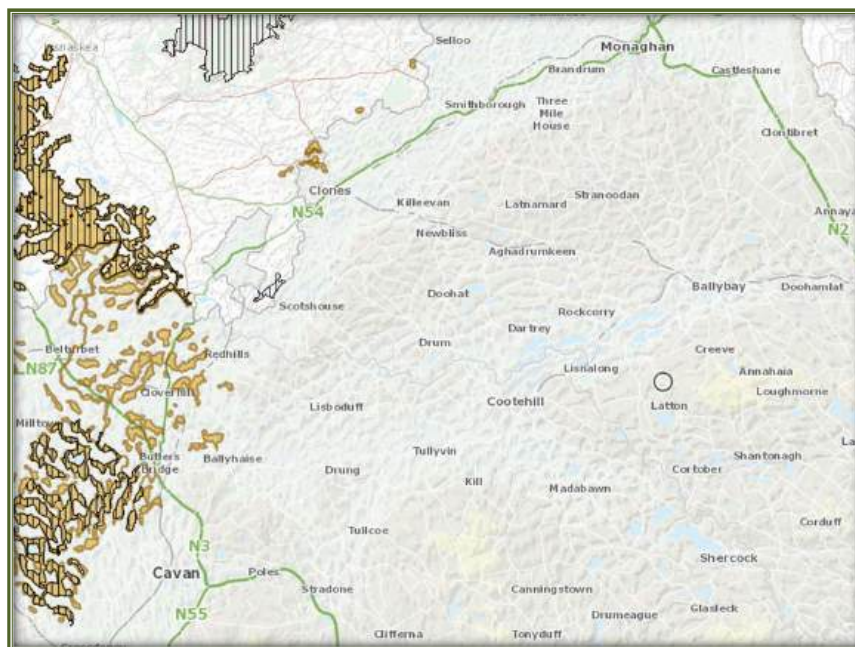 Selloo
Monaghan
Brandrum
Castleshane
Smithborough
Three
Mile
House
Clontibret
Clones
Stranoodan
Killeevan
Latnamard
N54
Annaya
N2
Newbliss
Aghadrumkeen
Ballybay
Doohamlat
Doohat
Scotshouse
Rockcorry
Dartrey
Drum
Belturbet
Redhills
Creeve
LN87
Lisnalong
Annahaia
Cloverhill
Loughmorne
Cootehill
Lisboduff
Latton
Milltow
La
Tullyvin
Butlers
Bridge
Ballyhaise
Shantonagh
Drung
Cortober
Kill
Madabawn
Corduff
Tullcoe
N3
Shercock
Cavan
Poles
Stradone
Canningstown
N55
Glasleck
Drumeague
Clifferna
Tonyduff